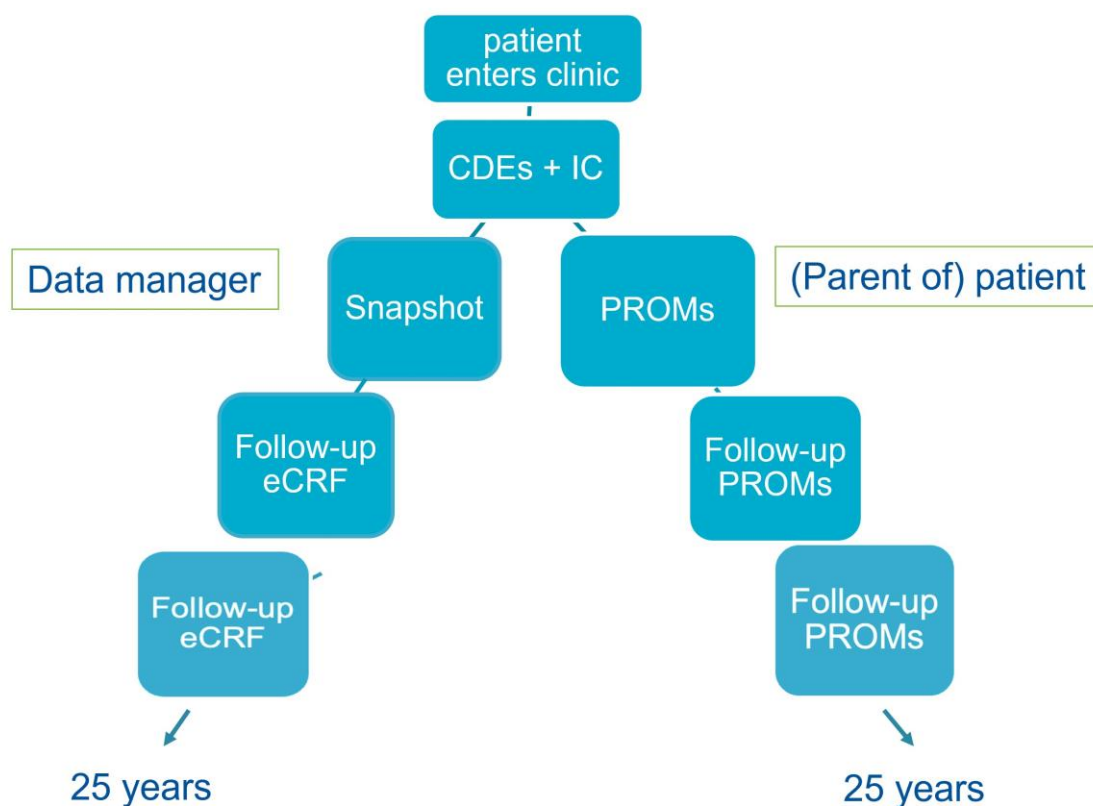 patient
enters clinic
CDEs + IC
Data manager
Snapshot
PROMs
(Parent of) patient
Follow-up
eCRF
Follow-up
PROMs
Follow-up
eCRF
Follow-up
PROMs
25 years
25 years